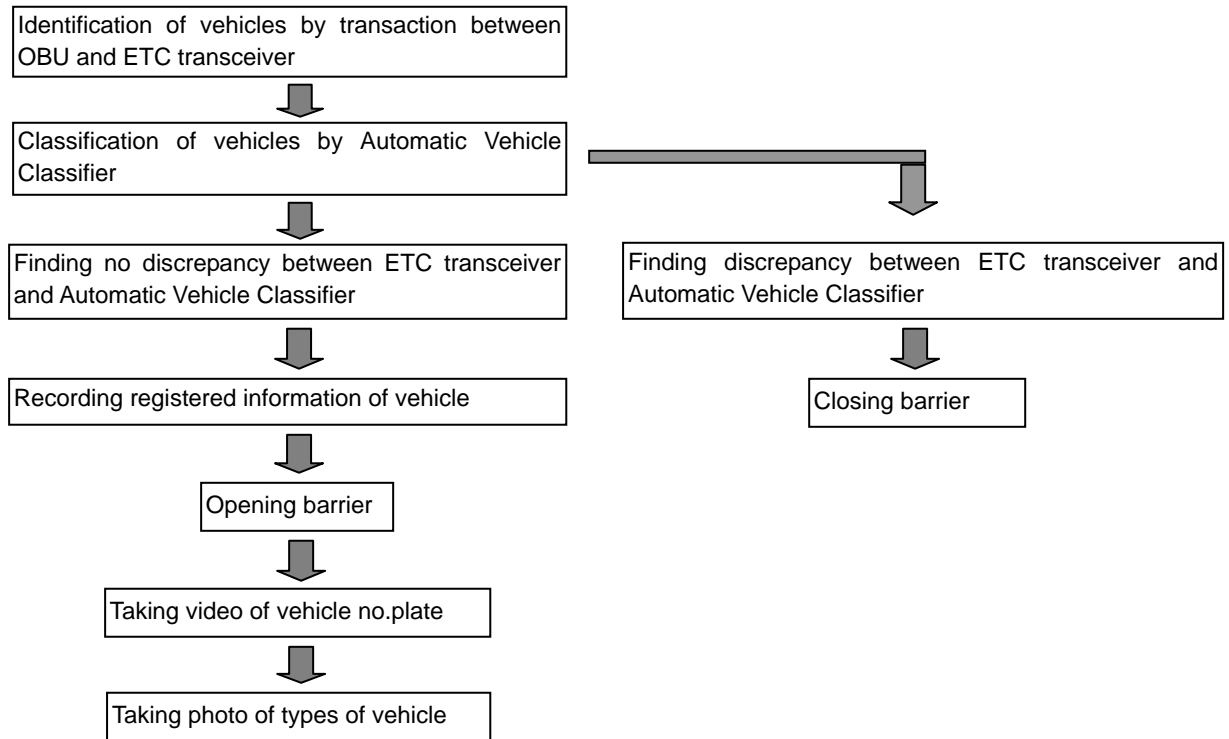 Identification of vehicles by transaction between
OBU and ETC transceiver
Classification of vehicles by Automatic Vehicle
Classifier
Finding no discrepancy between ETC transceiver
and Automatic Vehicle Classifier
Finding discrepancy between ETC transceiver and
Automatic Vehicle Classifier
Recording registered information of vehicle
Closing barrier
Opening barrier
Taking video of vehicle no.plate
Taking photo of types of vehicle